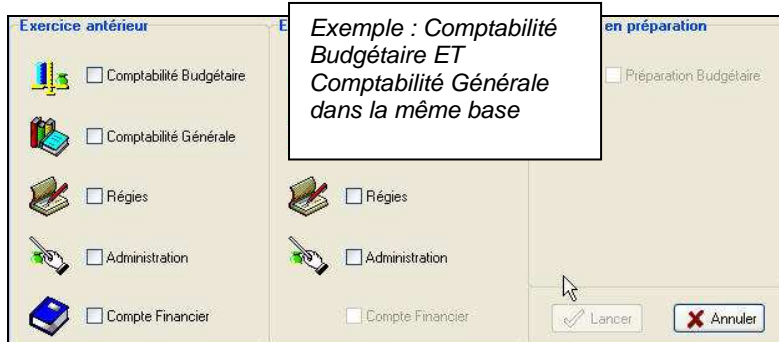 Exercice antérieur
Comptabilité Budgétaire
Comptabilité Générale
Régies
Administration
Compte Financier
E
Exemple : Comptabilité
Budgétaire ET
Comptabilité Générale
dans la même base
Régies
Administration
Compte Financier
en préparation
Préparation Budgétaire
Lancer
Annuler